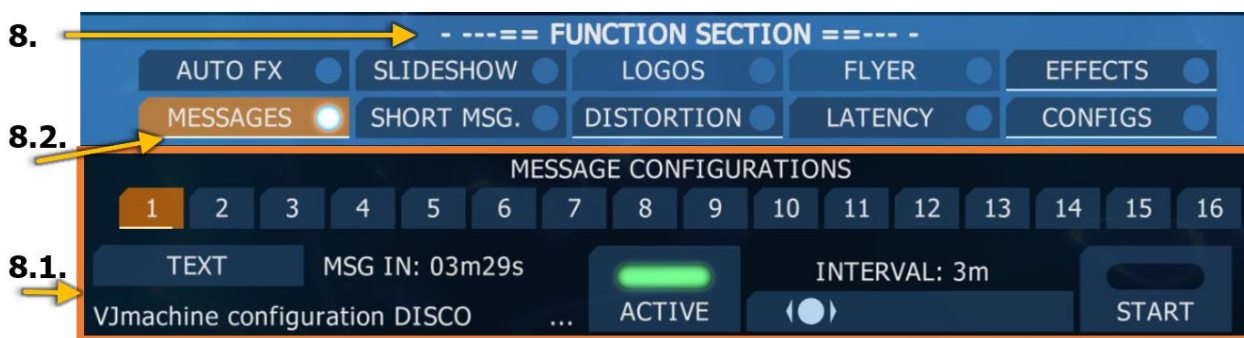 8.
- ---== FUNCTION SECTION ==--- -
AUTO FX SLIDESHOW LOGOS FLYER EFFECTS
MESSAGES SHORT MSG. DISTORTION LATENCY CONFIGS
8.2.
MESSAGE CONFIGURATIONS
1 2 3 4 5 6 7 8 9 10 11 12 13 14 15 16
8.1.
TEXT MSG IN: 03m29s INTERVAL: 3m
VJmachine configuration DISCO ... ACTIVE START